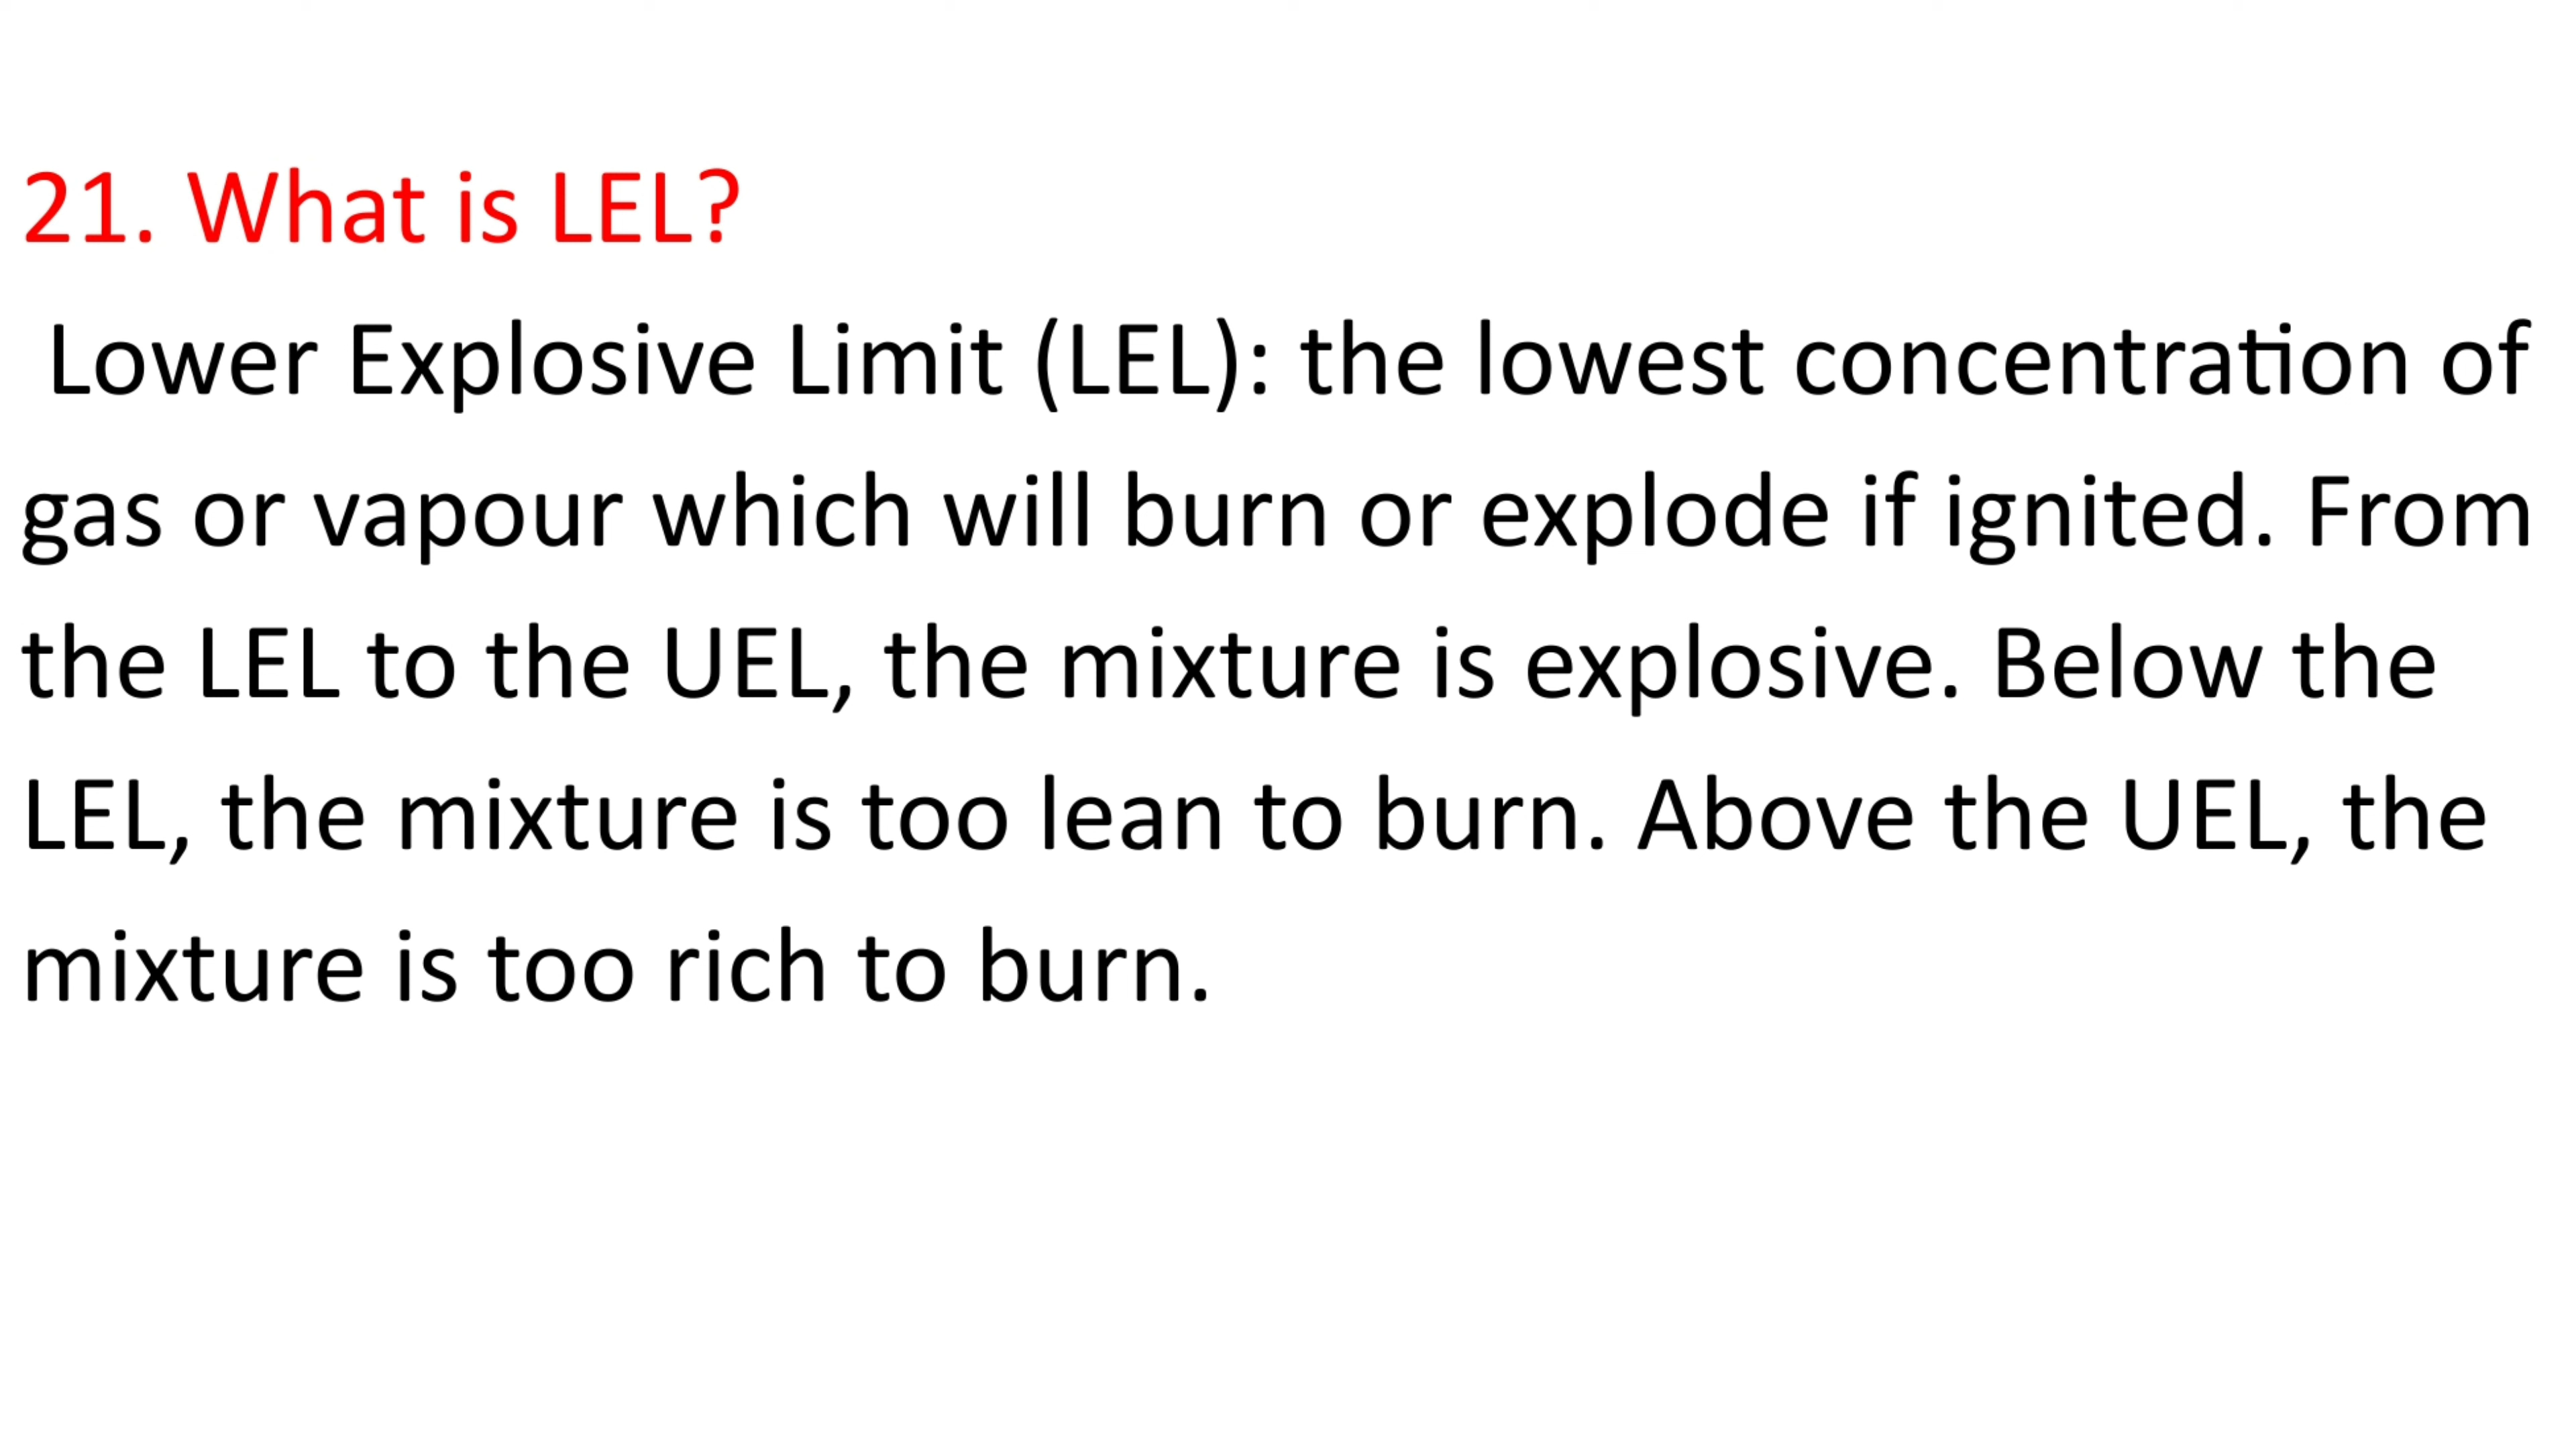 21. What is LEL?
Lower Explosive Limit (LEL): the lowest concentration of
gas or vapour which will burn or explode if ignited. From
the LEL to the UEL, the mixture is explosive. Below the
LEL, the mixture is too lean to burn. Above the UEL, the
mixture is too rich to burn.